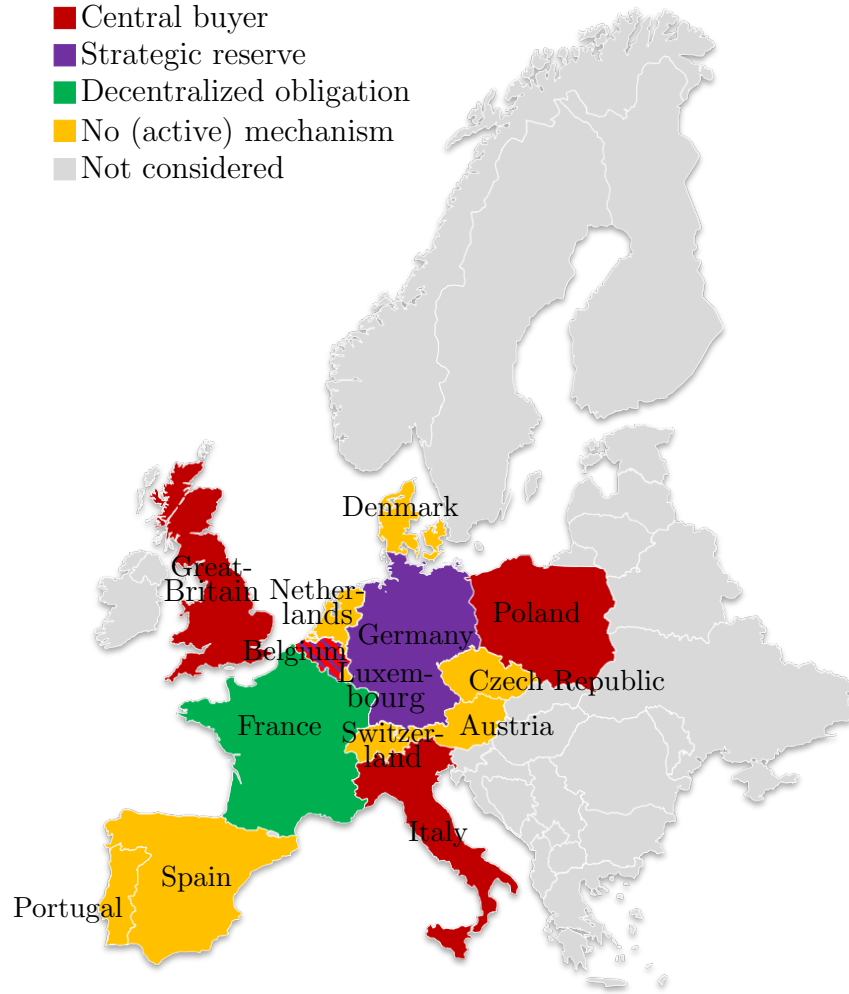 Central buyer
Strategic reserve
Decentralized obligation
No (active) mechanism
Not considered
Denmark
Great-
Britain
Nether-
lands
Poland
Germany
Belgium
Luxem-
bourg
Czech Republic
France
Switzer-
land
Austria
Italy
Spain
Portugal